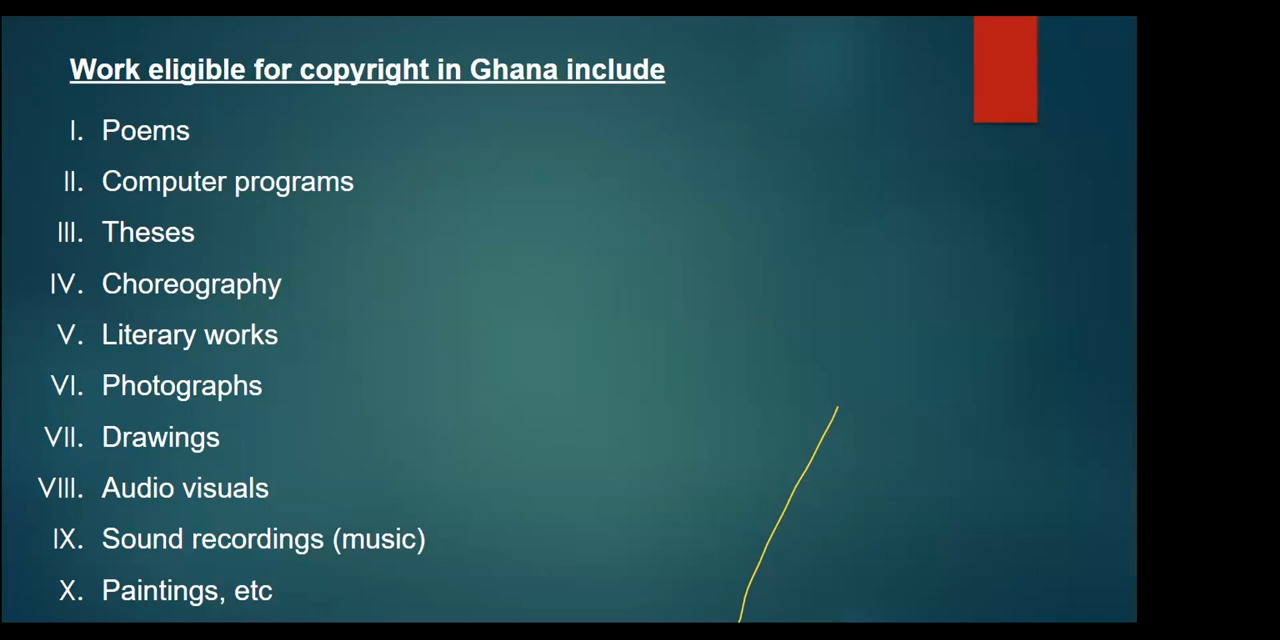 Work eligible for copyright in Ghana include
I. Poems
II. Computer programs
III. Theses
IV. Choreography
V. Literary works
VI. Photographs
VII. Drawings
VIII. Audio visuals
IX. Sound recordings (music)
X. Paintings, etc